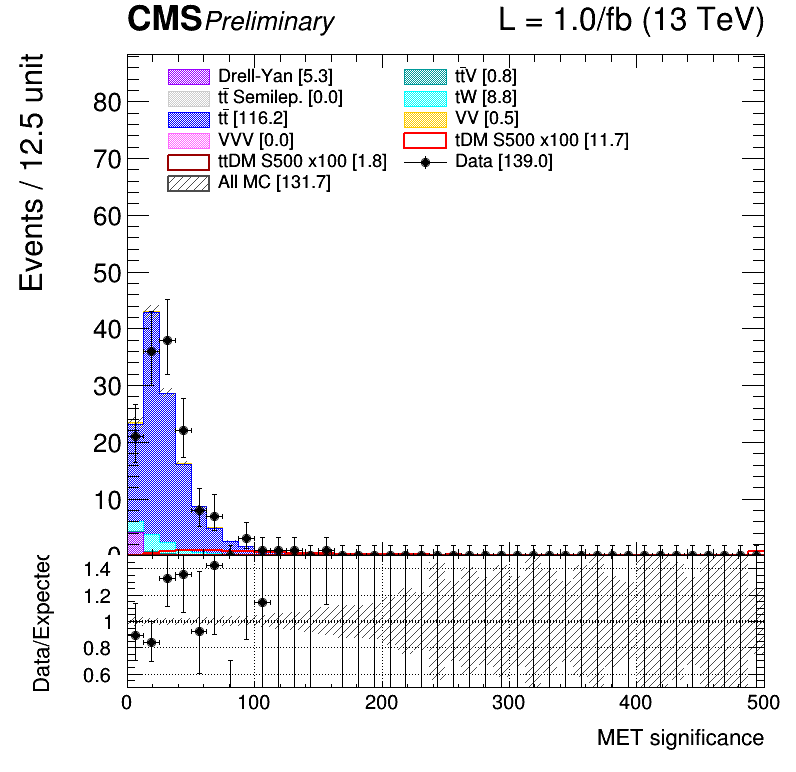 CMS Preliminary L = 1.0/fb (13 TeV)
Drell-Yan [5.3] tt̄V [0.8]
tt̄ Semilep. [0.0] tW [8.8]
tt̄ [116.2] VV [0.5]
VVV [0.0] tDM S500 x100 [11.7]
ttDM S500 x100 [1.8] Data [139.0]
All MC [131.7]
Events / 12.5 unit
80
70
60
50
40
30
20
10
0
Data/Expected
1.4
1.2
1
0.8
0.6
0 100 200 300 400 500
MET significance